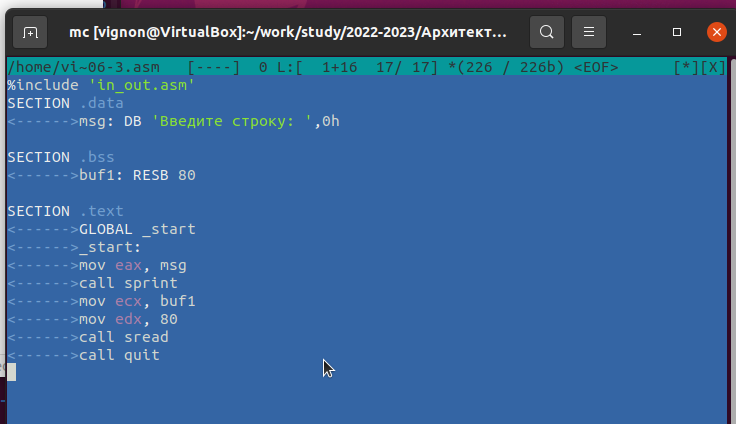 mc [vignon@VirtualBox]:~/work/study/2022-2023/Архитект...
/home/vi~06-3.asm [----] 0 L:[ 1+16 17/ 17] *(226 / 226b) <EOF> [*][X]
%include 'in_out.asm'
SECTION .data
<------>msg: DB 'Введите строку: ',0h
SECTION .bss
<------>buf1: RESB 80
SECTION .text
<------>GLOBAL _start
<------>_start:
<------>mov eax, msg
<------>call sprint
<------>mov ecx, buf1
<------>mov edx, 80
<------>call sread
<------>call quit